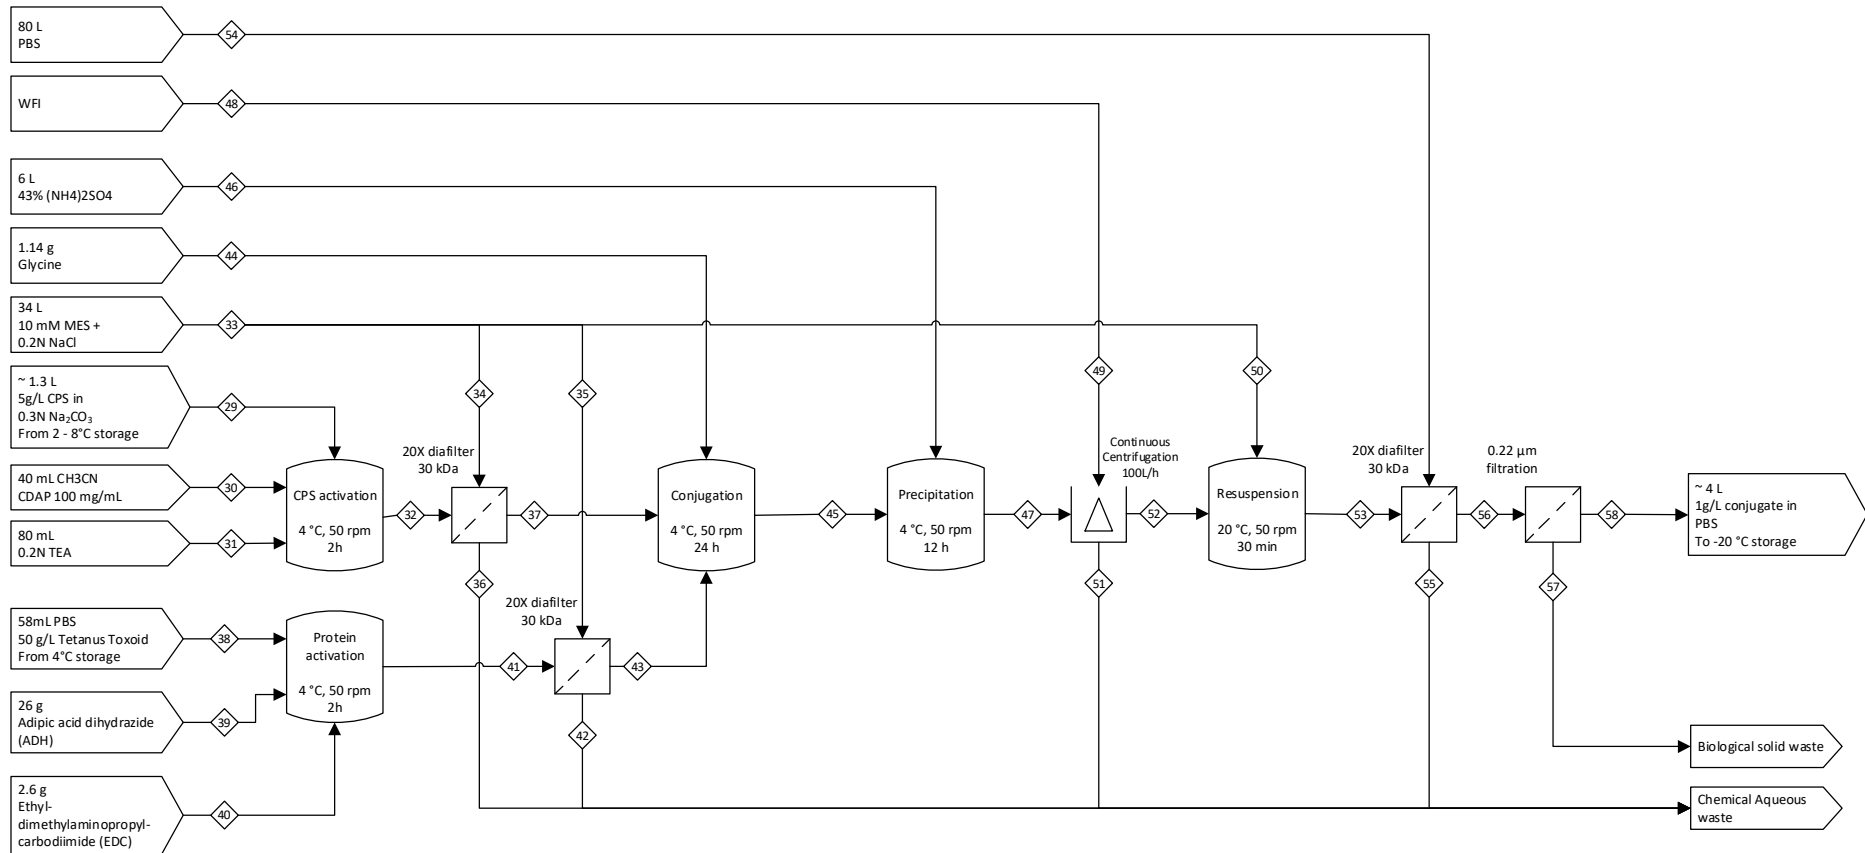 80 L
PBS
54
WFI
48
6 L
43% (NH4)2SO4
46
1.14 g
Glycine
44
34 L
10 mM MES +
0.2N NaCl
33
~ 1.3 L
5g/L CPS in
0.3N Na₂CO₃
From 2 - 8°C storage
29
34
35
49
50
40 mL CH3CN
CDAP 100 mg/mL
30
80 mL
0.2N TEA
31
CPS activation
4 °C, 50 rpm
2h
32
20X diafilter
30 kDa
37
36
Conjugation
4 °C, 50 rpm
24 h
45
Precipitation
4 °C, 50 rpm
12 h
47
Continuous
Centrifugation
100L/h
52
51
Resuspension
20 °C, 50 rpm
30 min
53
20X diafilter
30 kDa
56
55
0.22 µm
filtration
58
57
~ 4 L
1g/L conjugate in
PBS
To -20 °C storage
58mL PBS
50 g/L Tetanus Toxoid
From 4°C storage
38
26 g
Adipic acid dihydrazide
(ADH)
39
2.6 g
Ethyl-
dimethylaminopropyl-
carbodiimide (EDC)
40
Protein
activation
4 °C, 50 rpm
2h
41
20X diafilter
30 kDa
43
42
Biological solid waste
Chemical Aqueous
waste